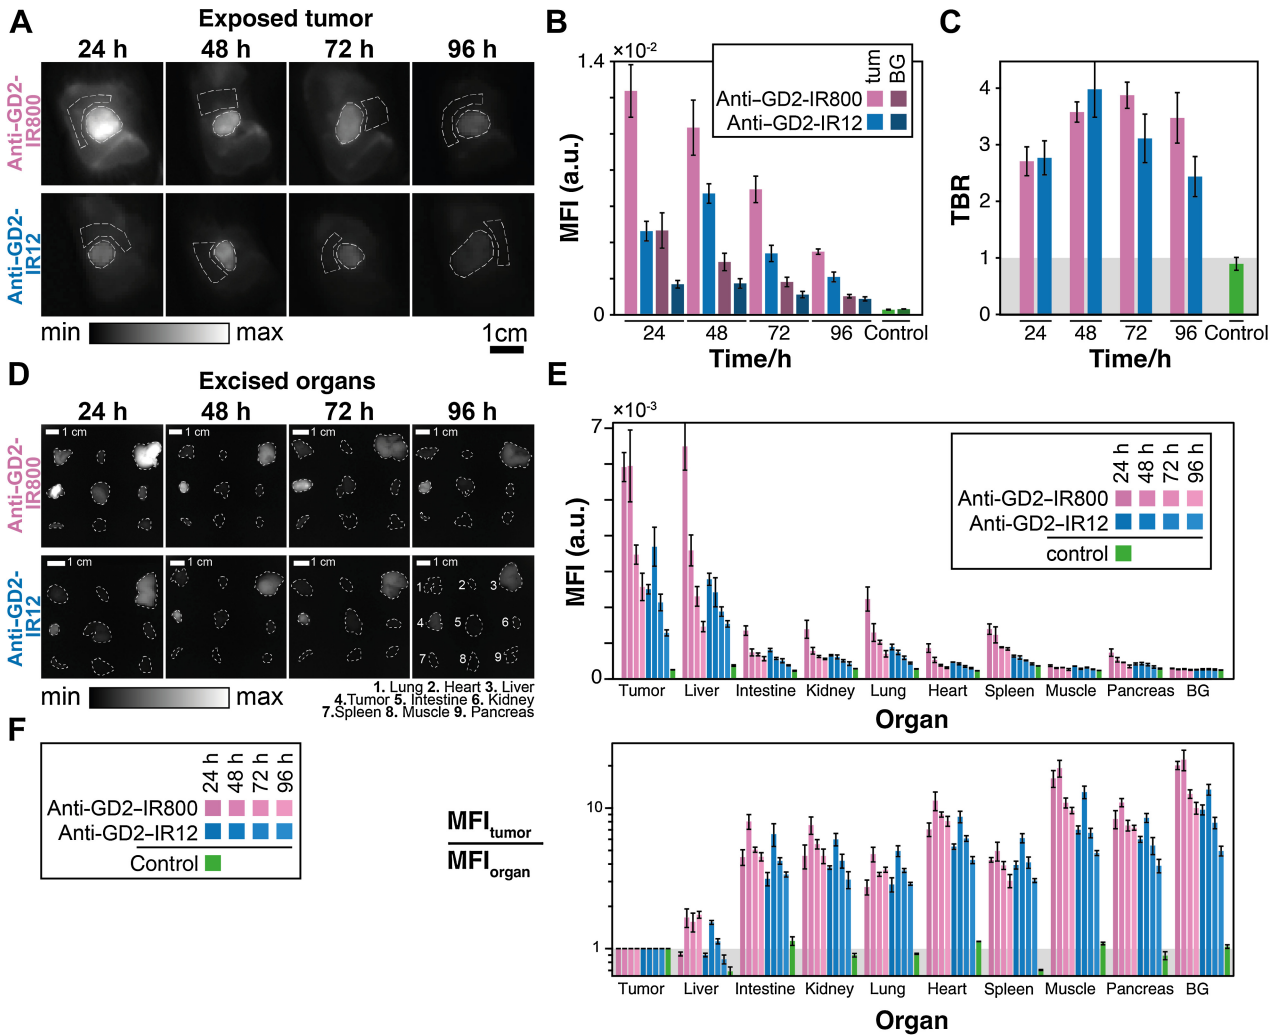 A
Exposed tumor
24 h 48 h 72 h 96 h
Anti-GD2-
IR800
Anti-GD2-
IR12
min max
1cm
B
×10-2
1.4
0
MFI (a.u.)
tum BG
Anti–GD2-IR800
Anti–GD2-IR12
24 48 72 96 Control
Time/h
C
4
3
2
1
0
TBR
24 48 72 96 Control
Time/h
D
Excised organs
24 h 48 h 72 h 96 h
1 cm 1 cm 1 cm 1 cm
Anti-GD2-
IR800
1 cm 1 cm 1 cm 1 cm
Anti-GD2-
IR12
1 2 3
4 5 6
7 8 9
min max
1. Lung 2. Heart 3. Liver
4.Tumor 5. Intestine 6. Kidney
7.Spleen 8. Muscle 9. Pancreas
E
×10-3
7
0
MFI (a.u.)
24 h 48 h 72 h 96 h
Anti-GD2–IR800
Anti-GD2–IR12
control
Tumor Liver Intestine Kidney Lung Heart Spleen Muscle Pancreas BG
Organ
F
24 h 48 h 72 h 96 h
Anti-GD2–IR800
Anti-GD2–IR12
Control
MFItumor
MFIorgan
10
1
Tumor Liver Intestine Kidney Lung Heart Spleen Muscle Pancreas BG
Organ